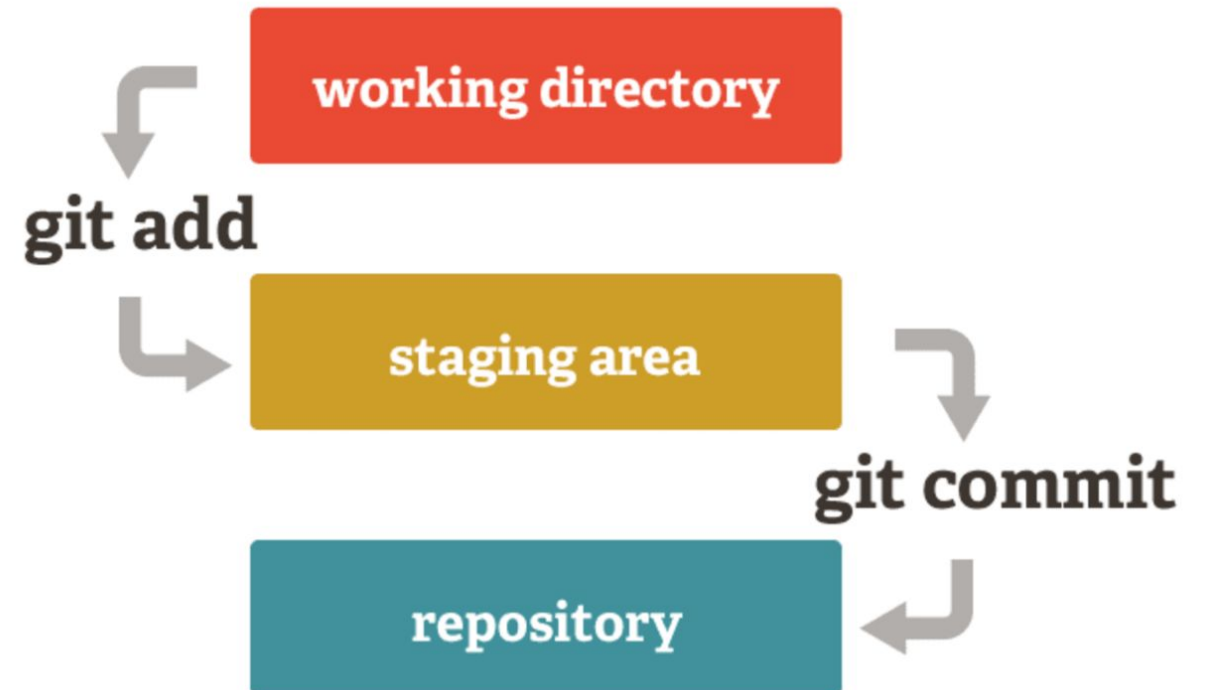 working directory
git add
staging area
git commit
repository